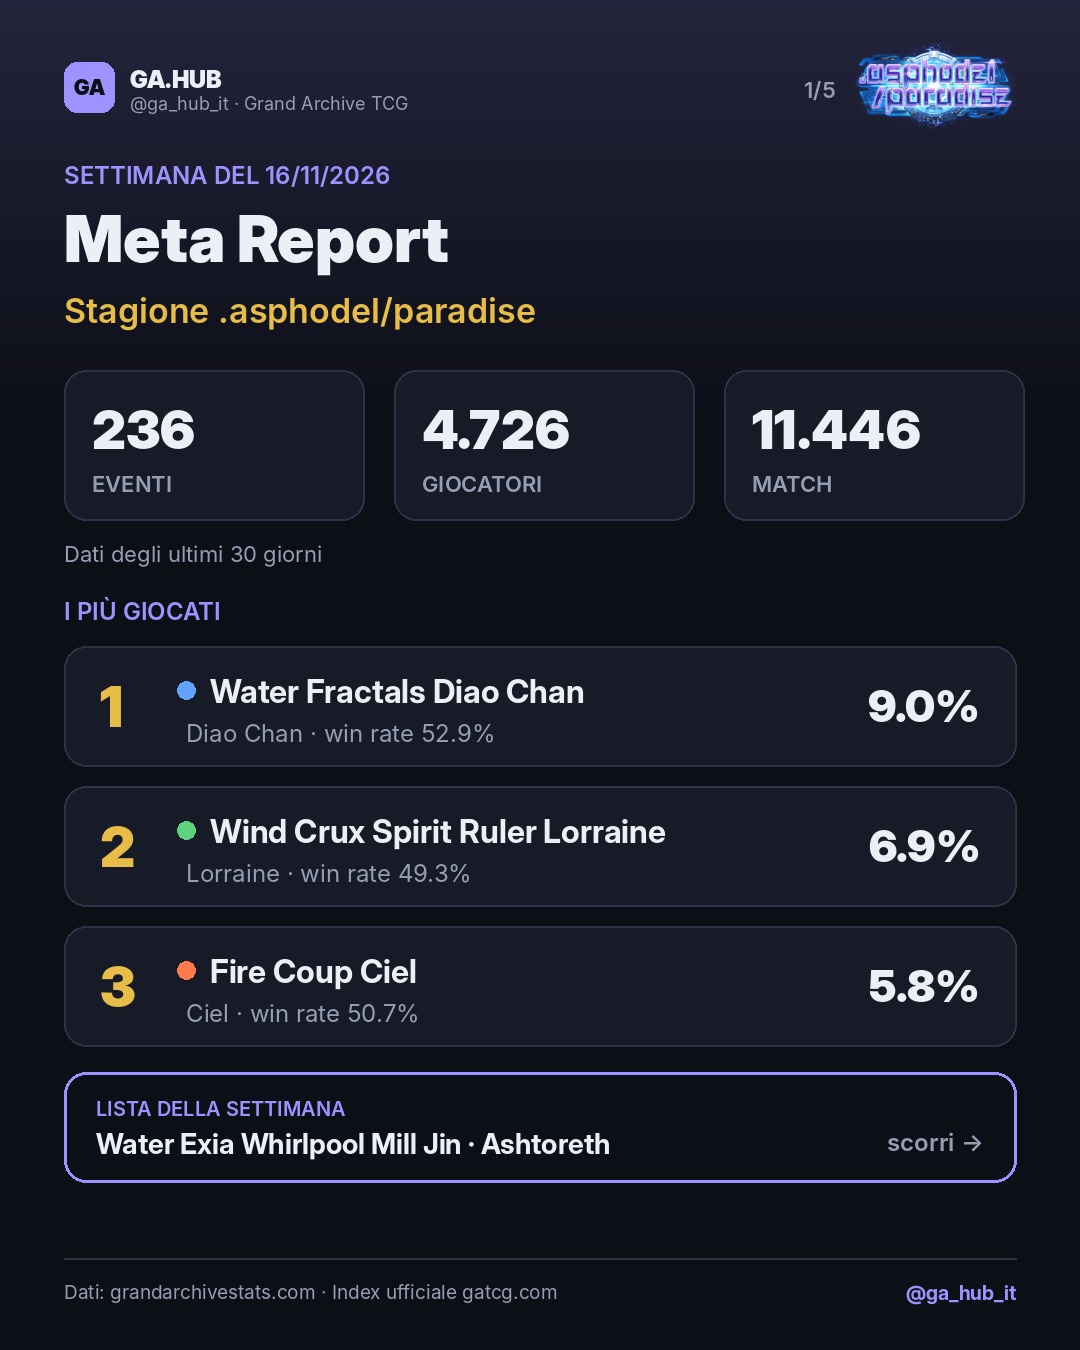 GA
GA.HUB
@ga_hub_it · Grand Archive TCG
1/5
.asphodel
/paradise
SETTIMANA DEL 16/11/2026
Meta Report
Stagione .asphodel/paradise
236
EVENTI
4.726
GIOCATORI
11.446
MATCH
Dati degli ultimi 30 giorni
I PIÙ GIOCATI
1
Water Fractals Diao Chan
Diao Chan · win rate 52.9%
9.0%
2
Wind Crux Spirit Ruler Lorraine
Lorraine · win rate 49.3%
6.9%
3
Fire Coup Ciel
Ciel · win rate 50.7%
5.8%
LISTA DELLA SETTIMANA
Water Exia Whirlpool Mill Jin · Ashtoreth
scorri →
Dati: grandarchivestats.com · Index ufficiale gatcg.com
@ga_hub_it